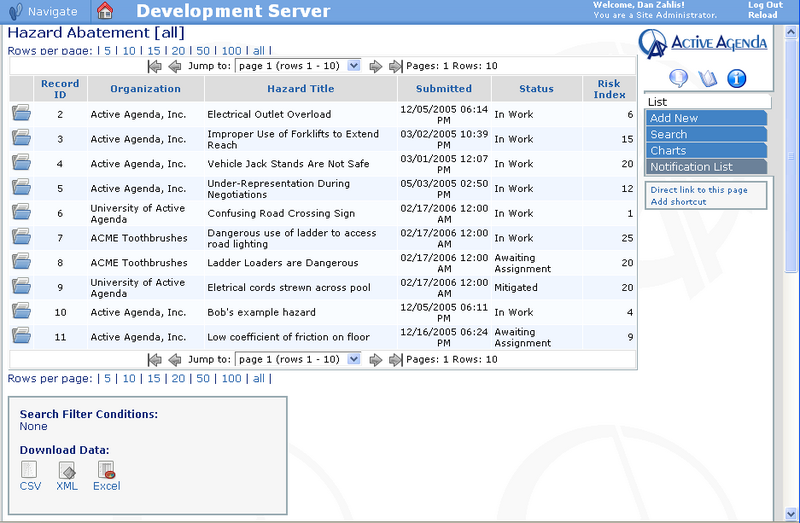 Navigate
Development Server
Welcome, Dan Zahlis!
You are a Site Administrator.
Log Out
Reload
Hazard Abatement [all]
Rows per page: | 5 | 10 | 15 | 20 | 50 | 100 | all |
Jump to: page 1 (rows 1 - 10) Pages: 1 Rows: 10
Record ID Organization Hazard Title Submitted Status Risk Index
2 Active Agenda, Inc. Electrical Outlet Overload 12/05/2005 06:14 PM In Work 6
3 Active Agenda, Inc. Improper Use of Forklifts to Extend Reach 03/02/2005 10:39 PM In Work 15
4 Active Agenda, Inc. Vehicle Jack Stands Are Not Safe 03/01/2005 12:07 PM In Work 20
5 Active Agenda, Inc. Under-Representation During Negotiations 05/03/2005 02:50 PM In Work 12
6 University of Active Agenda Confusing Road Crossing Sign 02/17/2006 12:00 AM In Work 1
7 ACME Toothbrushes Dangerous use of ladder to access road lighting 02/17/2006 12:00 AM In Work 25
8 ACME Toothbrushes Ladder Loaders are Dangerous 02/17/2006 12:00 AM Awaiting Assignment 20
9 University of Active Agenda Eletrical cords strewn across pool 02/17/2006 12:00 AM Mitigated 20
10 Active Agenda, Inc. Bob's example hazard 12/05/2005 06:11 PM In Work 4
11 Active Agenda, Inc. Low coefficient of friction on floor 12/16/2005 06:24 PM Awaiting Assignment 9
Jump to: page 1 (rows 1 - 10) Pages: 1 Rows: 10
Rows per page: | 5 | 10 | 15 | 20 | 50 | 100 | all |
Search Filter Conditions:
None
Download Data:
CSV XML Excel
ACTIVE AGENDA
List
Add New
Search
Charts
Notification List
Direct link to this page
Add shortcut